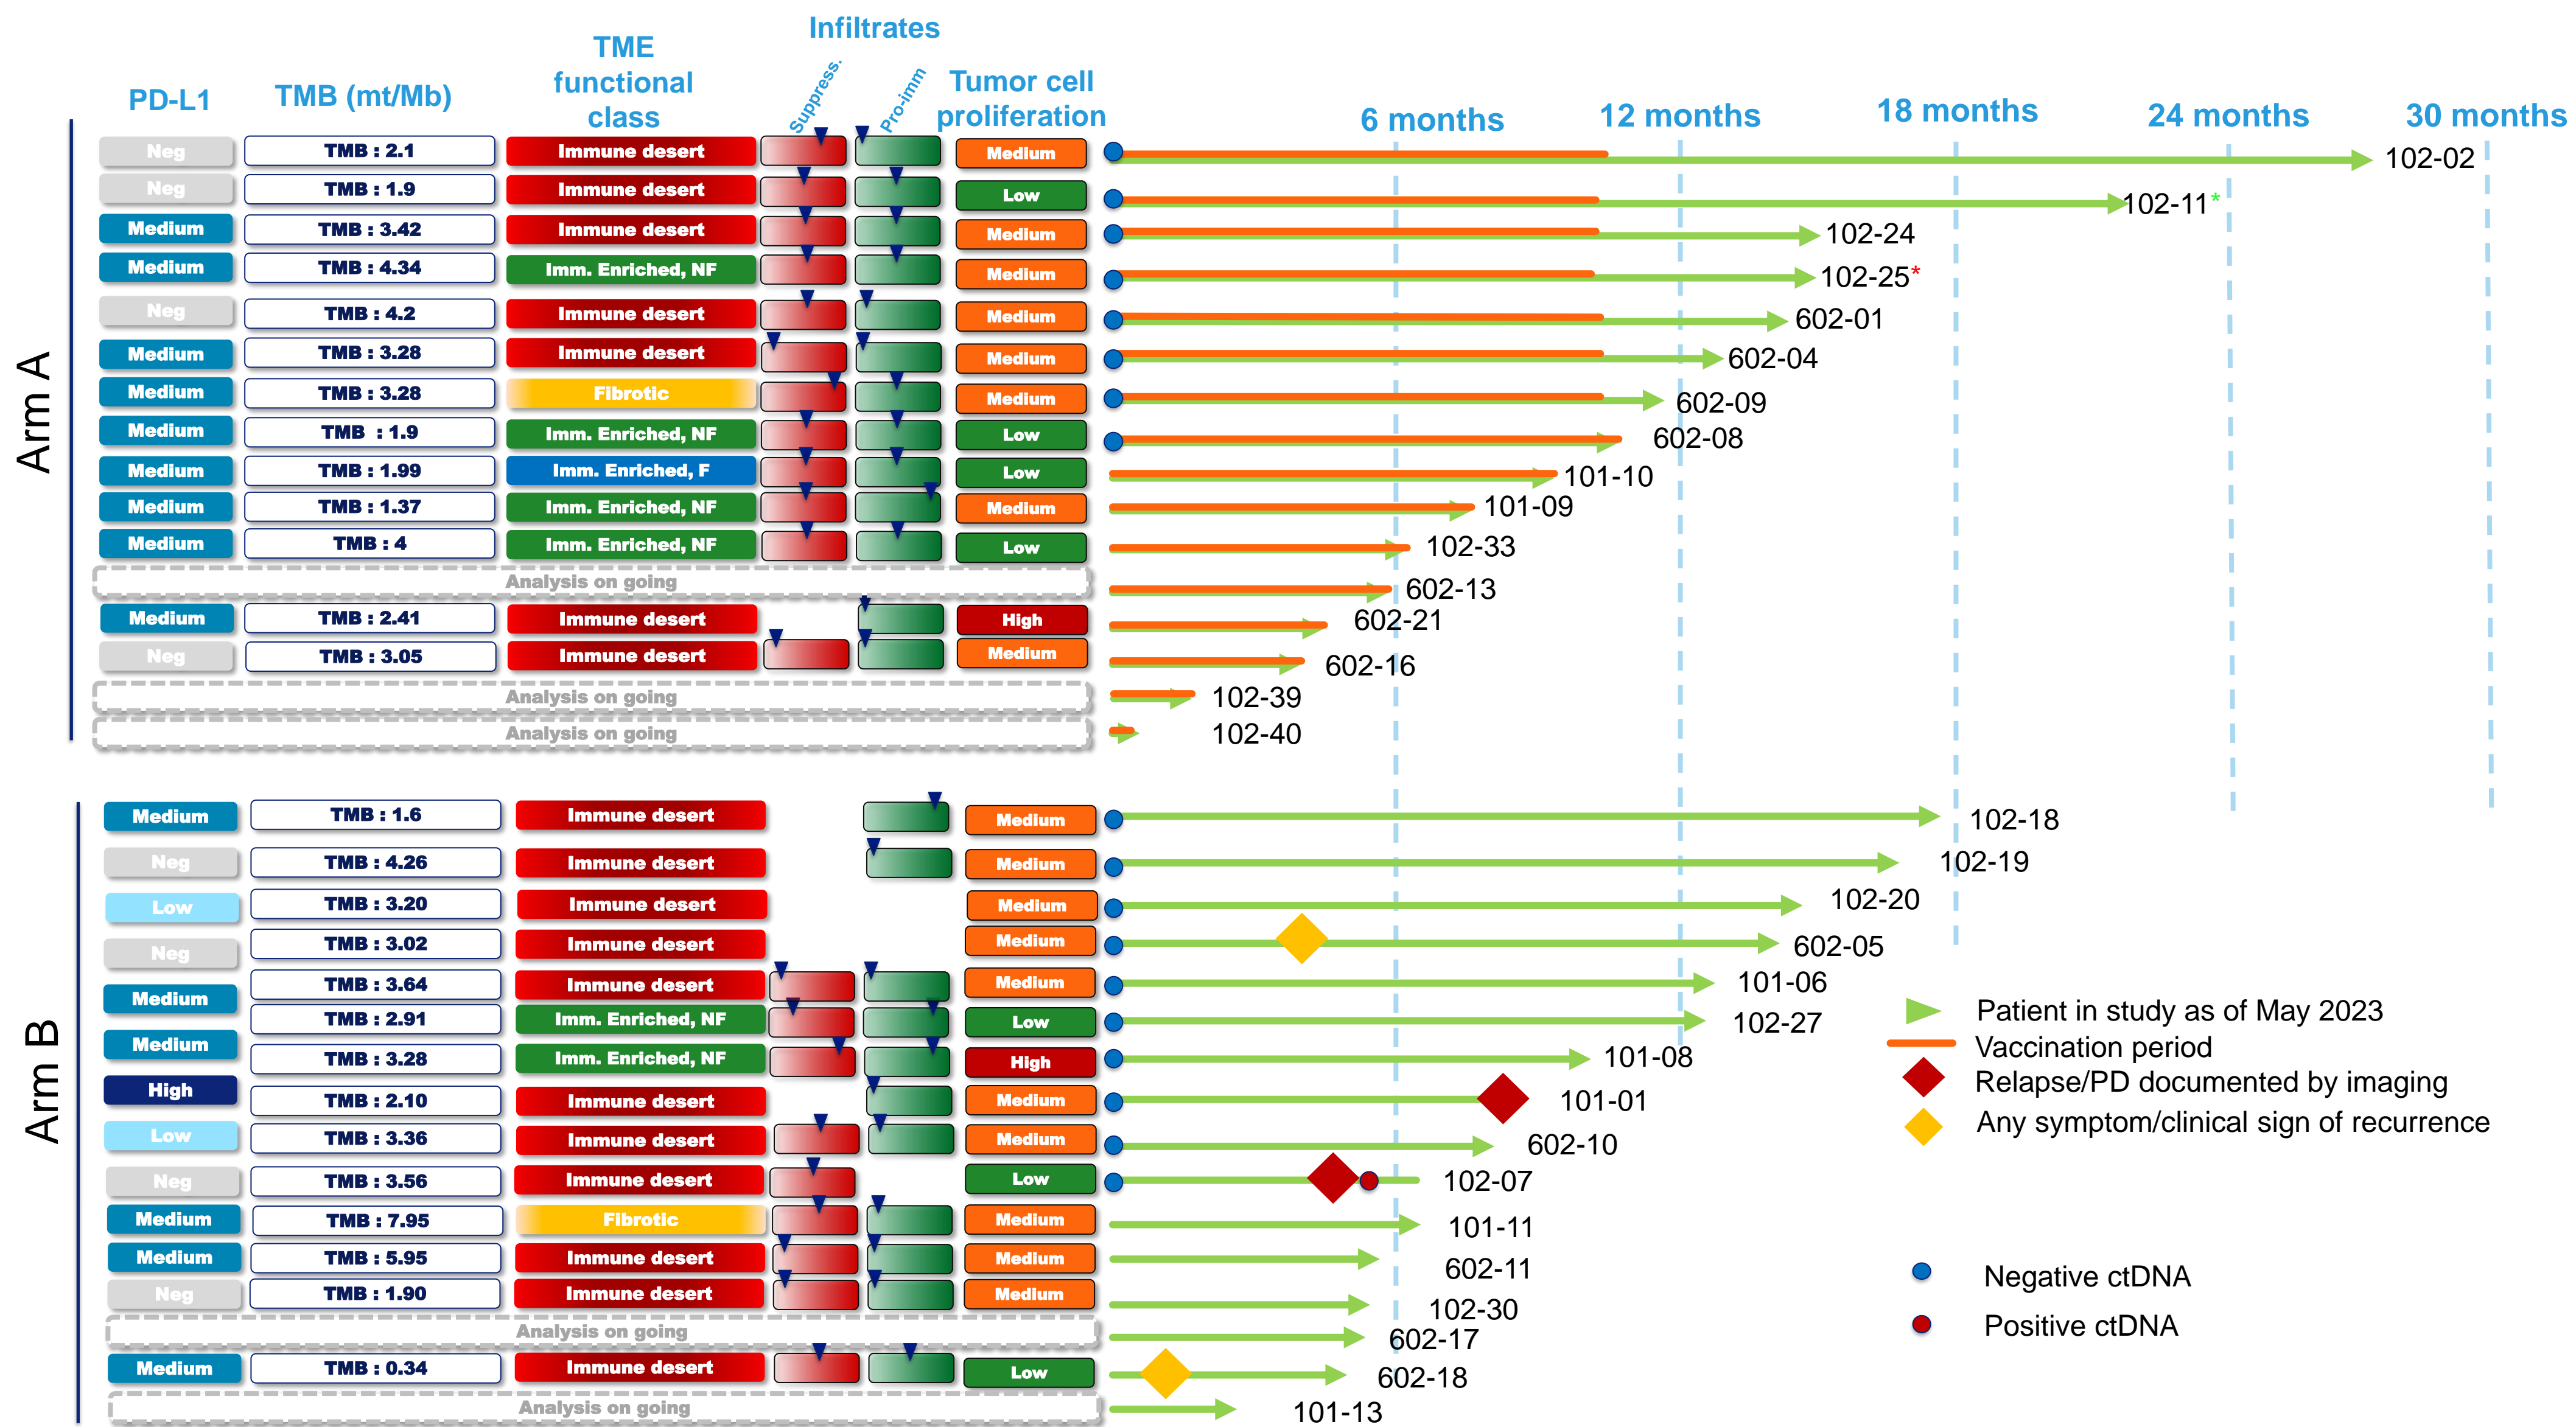 Infiltrates
TME
functional
class
Suppress.
Pro-imm
PD-L1
TMB (mt/Mb)
Tumor cell
proliferation
6 months
12 months
18 months
24 months
30 months
Arm A
Neg TMB : 2.1 Immune desert Medium 102-02
Neg TMB : 1.9 Immune desert Low 102-11*
Medium TMB : 3.42 Immune desert Medium 102-24
Medium TMB : 4.34 Imm. Enriched, NF Medium 102-25*
Neg TMB : 4.2 Immune desert Medium 602-01
Medium TMB : 3.28 Immune desert Medium 602-04
Medium TMB : 3.28 Fibrotic Medium 602-09
Medium TMB : 1.9 Imm. Enriched, NF Low 602-08
Medium TMB : 1.99 Imm. Enriched, F Low 101-10
Medium TMB : 1.37 Imm. Enriched, NF Medium 101-09
Medium TMB : 4 Imm. Enriched, NF Low 102-33
Analysis on going 602-13
Medium TMB : 2.41 Immune desert High 602-21
Neg TMB : 3.05 Immune desert Medium 602-16
Analysis on going 102-39
Analysis on going 102-40
Arm B
Medium TMB : 1.6 Immune desert Medium 102-18
Neg TMB : 4.26 Immune desert Medium 102-19
Low TMB : 3.20 Immune desert Medium 102-20
Neg TMB : 3.02 Immune desert Medium 602-05
Medium TMB : 3.64 Immune desert Medium 101-06
Medium TMB : 2.91 Imm. Enriched, NF Low 102-27
High TMB : 3.28 Imm. Enriched, NF High 101-08
TMB : 2.10 Immune desert Medium 101-01
Low TMB : 3.36 Immune desert Medium 602-10
Neg TMB : 3.56 Immune desert Low 102-07
Medium TMB : 7.95 Fibrotic Medium 101-11
Medium TMB : 5.95 Immune desert Medium 602-11
Neg TMB : 1.90 Immune desert Medium 102-30
Analysis on going 602-17
Medium TMB : 0.34 Immune desert Low 602-18
Analysis on going 101-13
Patient in study as of May 2023
Vaccination period
Relapse/PD documented by imaging
Any symptom/clinical sign of recurrence
Negative ctDNA
Positive ctDNA